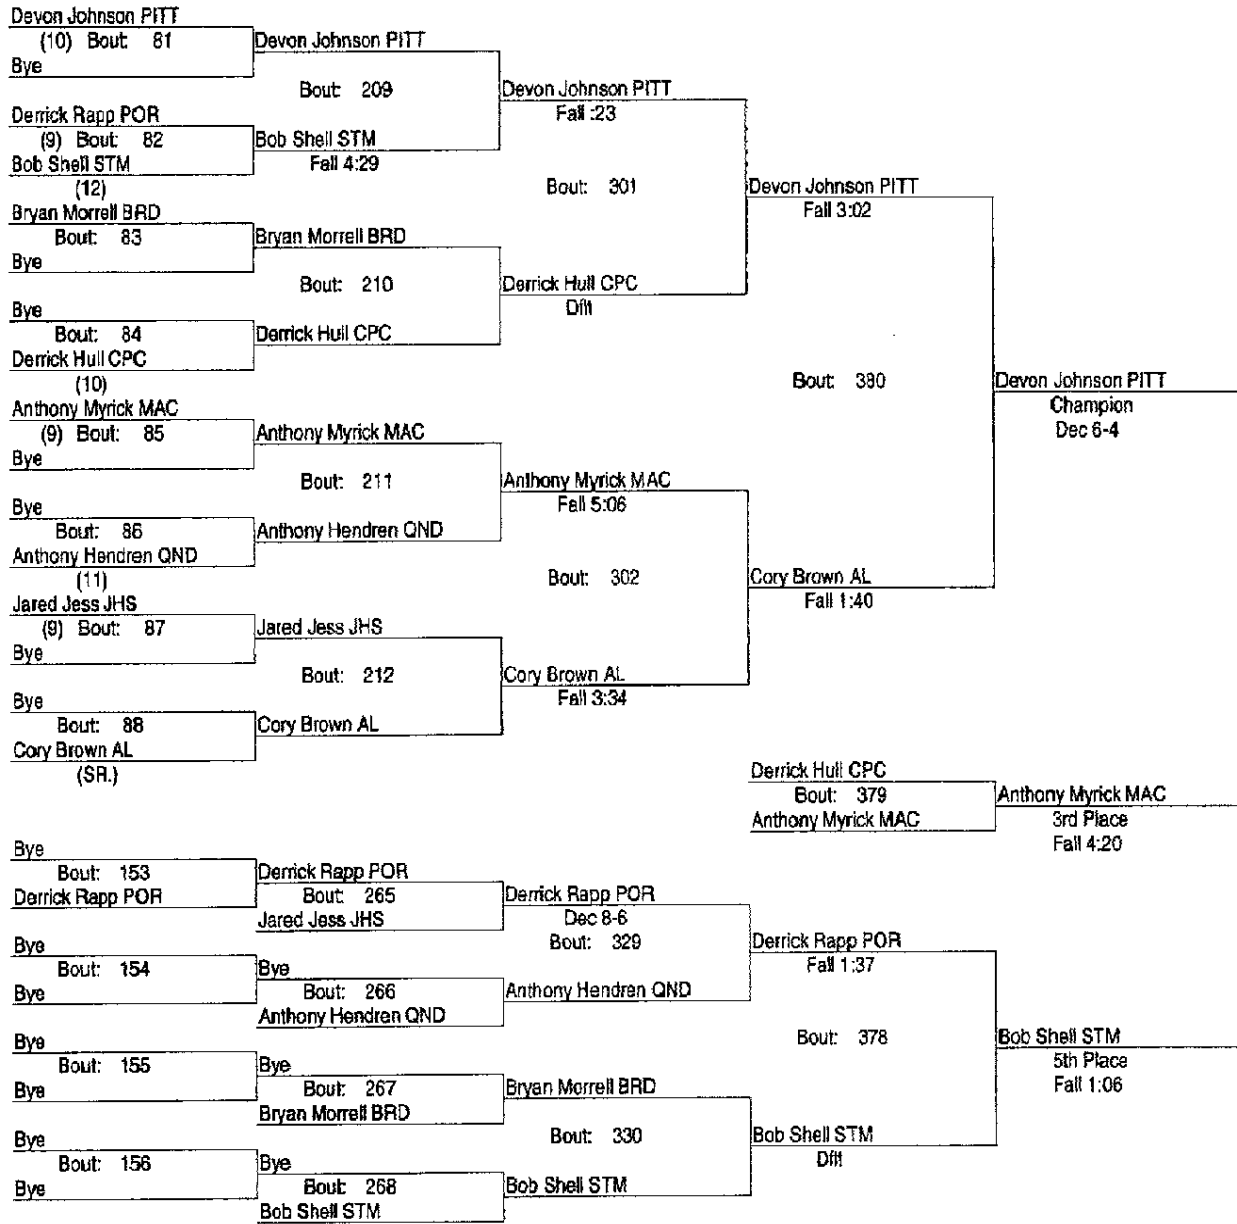 Devon Johnson PITT
(10) Bout: 81
Bye
Devon Johnson PITT
Bout: 209
Derrick Rapp POR
(9) Bout: 82
Bob Shell STM
(12)
Bob Shell STM
Fall 4:29
Devon Johnson PITT
Fall :23
Bout: 301
Bryan Morrell BRD
Bout: 83
Bye
Bryan Morrell BRD
Bout: 210
Bye
Bout: 84
Derrick Hull CPC
(10)
Derrick Hull CPC
Derrick Hull CPC
Dflt
Devon Johnson PITT
Fall 3:02
Bout: 380
Devon Johnson PITT
Champion
Dec 6-4
Anthony Myrick MAC
(9) Bout: 85
Bye
Anthony Myrick MAC
Bout: 211
Bye
Bout: 86
Anthony Hendren QND
(11)
Anthony Hendren QND
Anthony Myrick MAC
Fall 5:06
Bout: 302
Jared Jess JHS
(9) Bout: 87
Bye
Jared Jess JHS
Bout: 212
Bye
Bout: 88
Cory Brown AL
(SR.)
Cory Brown AL
Cory Brown AL
Fall 3:34
Cory Brown AL
Fall 1:40
Derrick Hull CPC
Bout: 379
Anthony Myrick MAC
Anthony Myrick MAC
3rd Place
Fall 4:20
Bye
Bout: 153
Derrick Rapp POR
Derrick Rapp POR
Bout: 265
Jared Jess JHS
Derrick Rapp POR
Dec 8-6
Bout: 329
Bye
Bout: 154
Bye
Bye
Bout: 266
Anthony Hendren QND
Anthony Hendren QND
Derrick Rapp POR
Fall 1:37
Bout: 378
Bob Shell STM
5th Place
Fall 1:06
Bye
Bout: 155
Bye
Bye
Bout: 267
Bryan Morrell BRD
Bryan Morrell BRD
Bout: 330
Bye
Bout: 156
Bye
Bye
Bout: 268
Bob Shell STM
Bob Shell STM
Bob Shell STM
Dflt